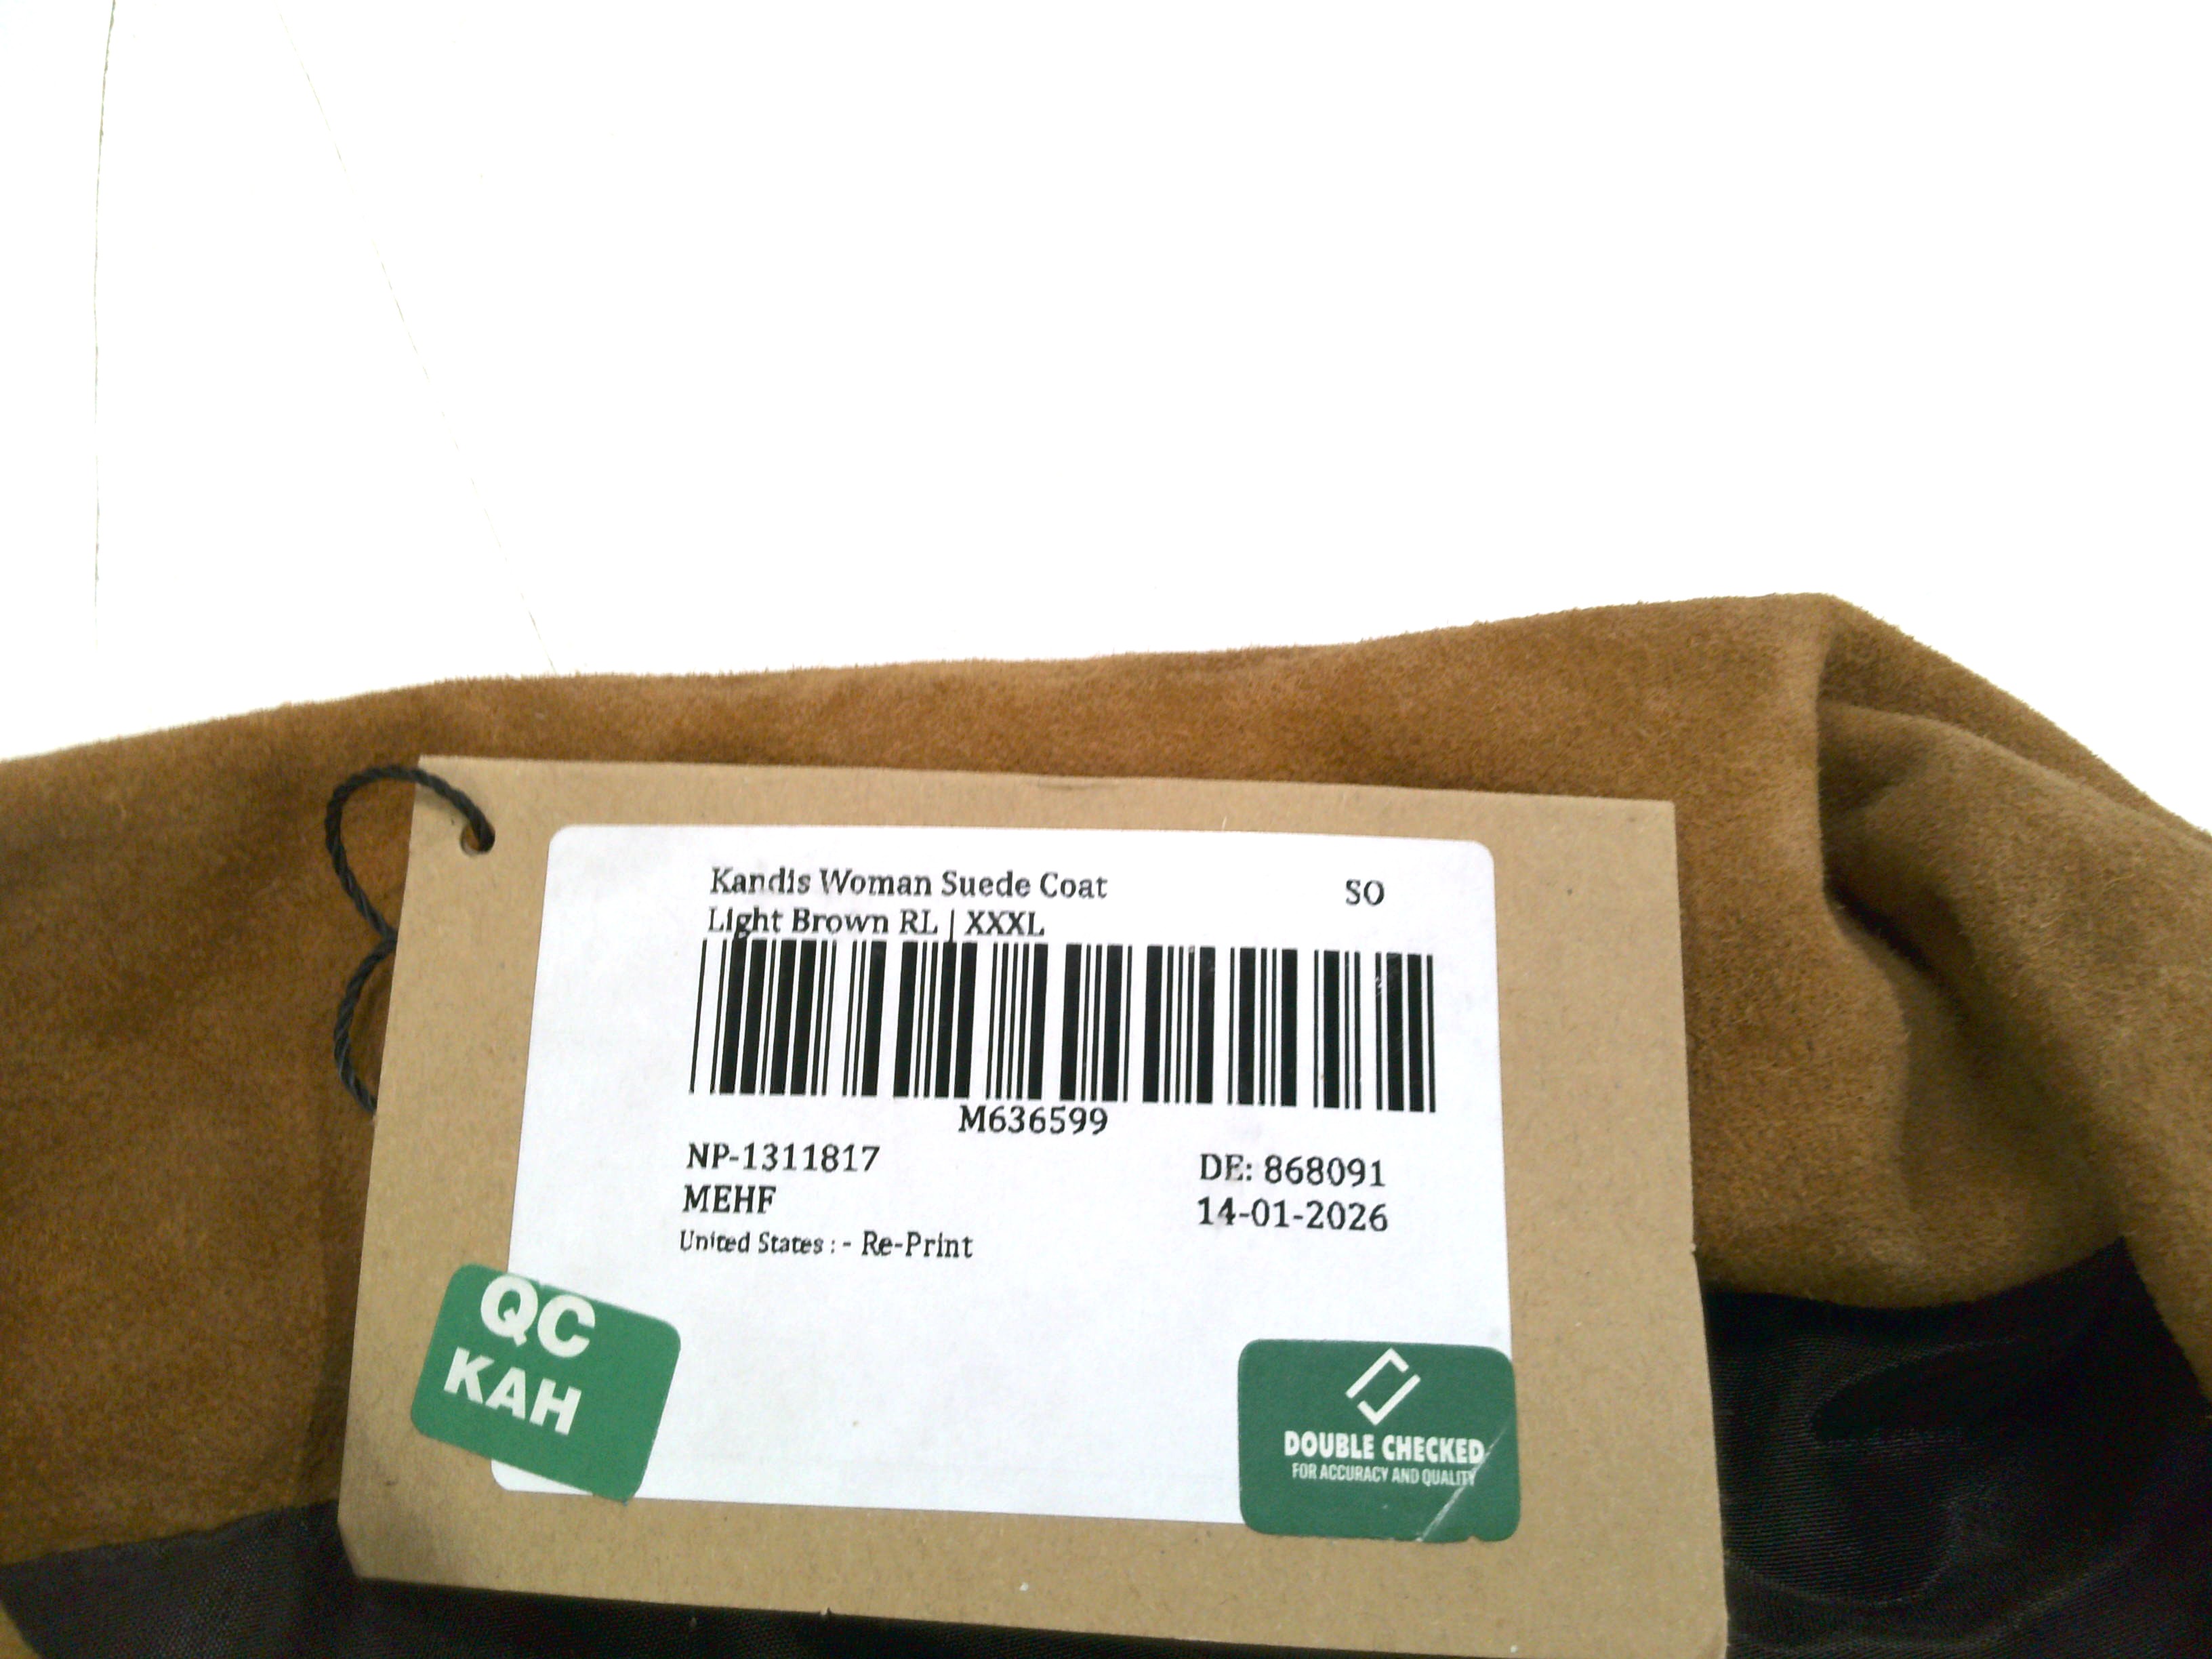 Kandis Woman Suede Coat SO
Light Brown RL | XXXL
M636599
NP-1311817 DE: 868091
MEHF 14-01-2026
United States : - Re-Print
QC
KAH
DOUBLE CHECKED
FOR ACCURACY AND QUALITY